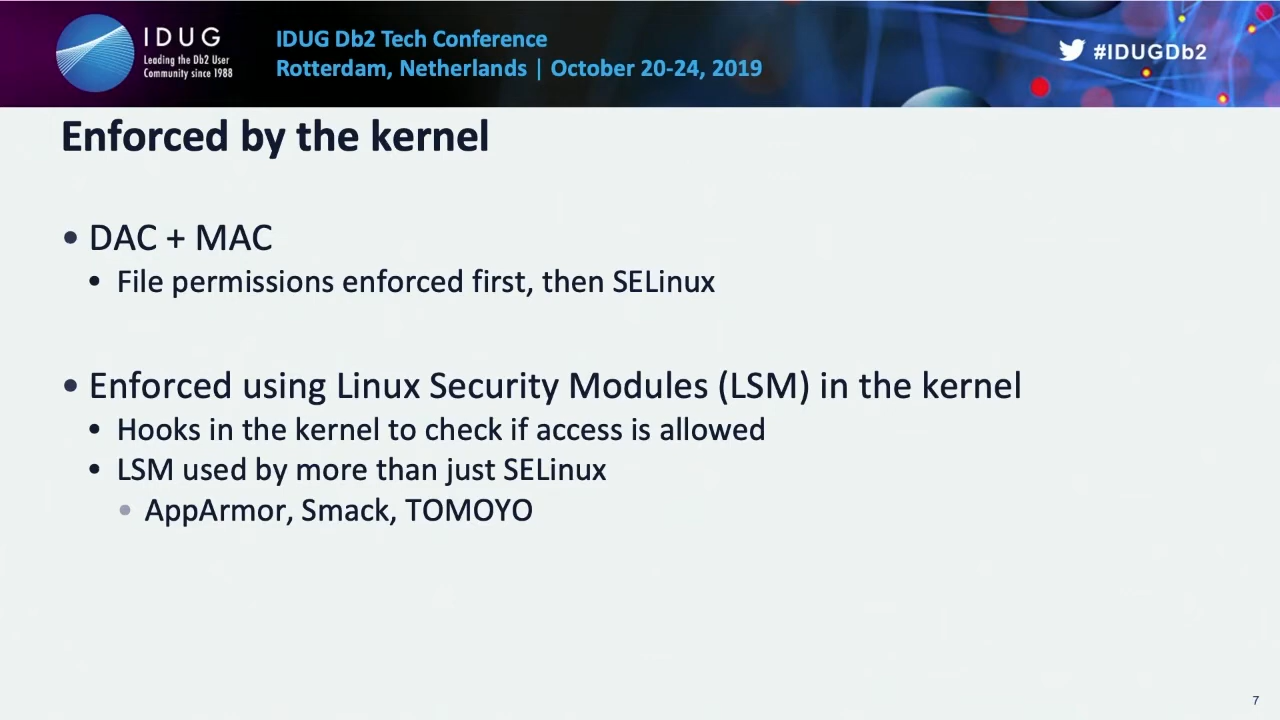 IDUG
Leading the Db2 User
Community since 1988
IDUG Db2 Tech Conference
Rotterdam, Netherlands | October 20-24, 2019
#IDUGDb2
Enforced by the kernel
• DAC + MAC
• File permissions enforced first, then SELinux
• Enforced using Linux Security Modules (LSM) in the kernel
• Hooks in the kernel to check if access is allowed
• LSM used by more than just SELinux
• AppArmor, Smack, TOMOYO
7